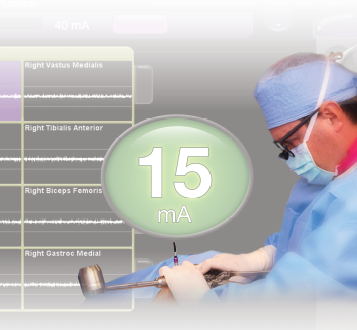 40 mA
Right Vastus Medialis
Right Tibialis Anterior
Right Biceps Femoris
Right Gastroc Medial
15
mA